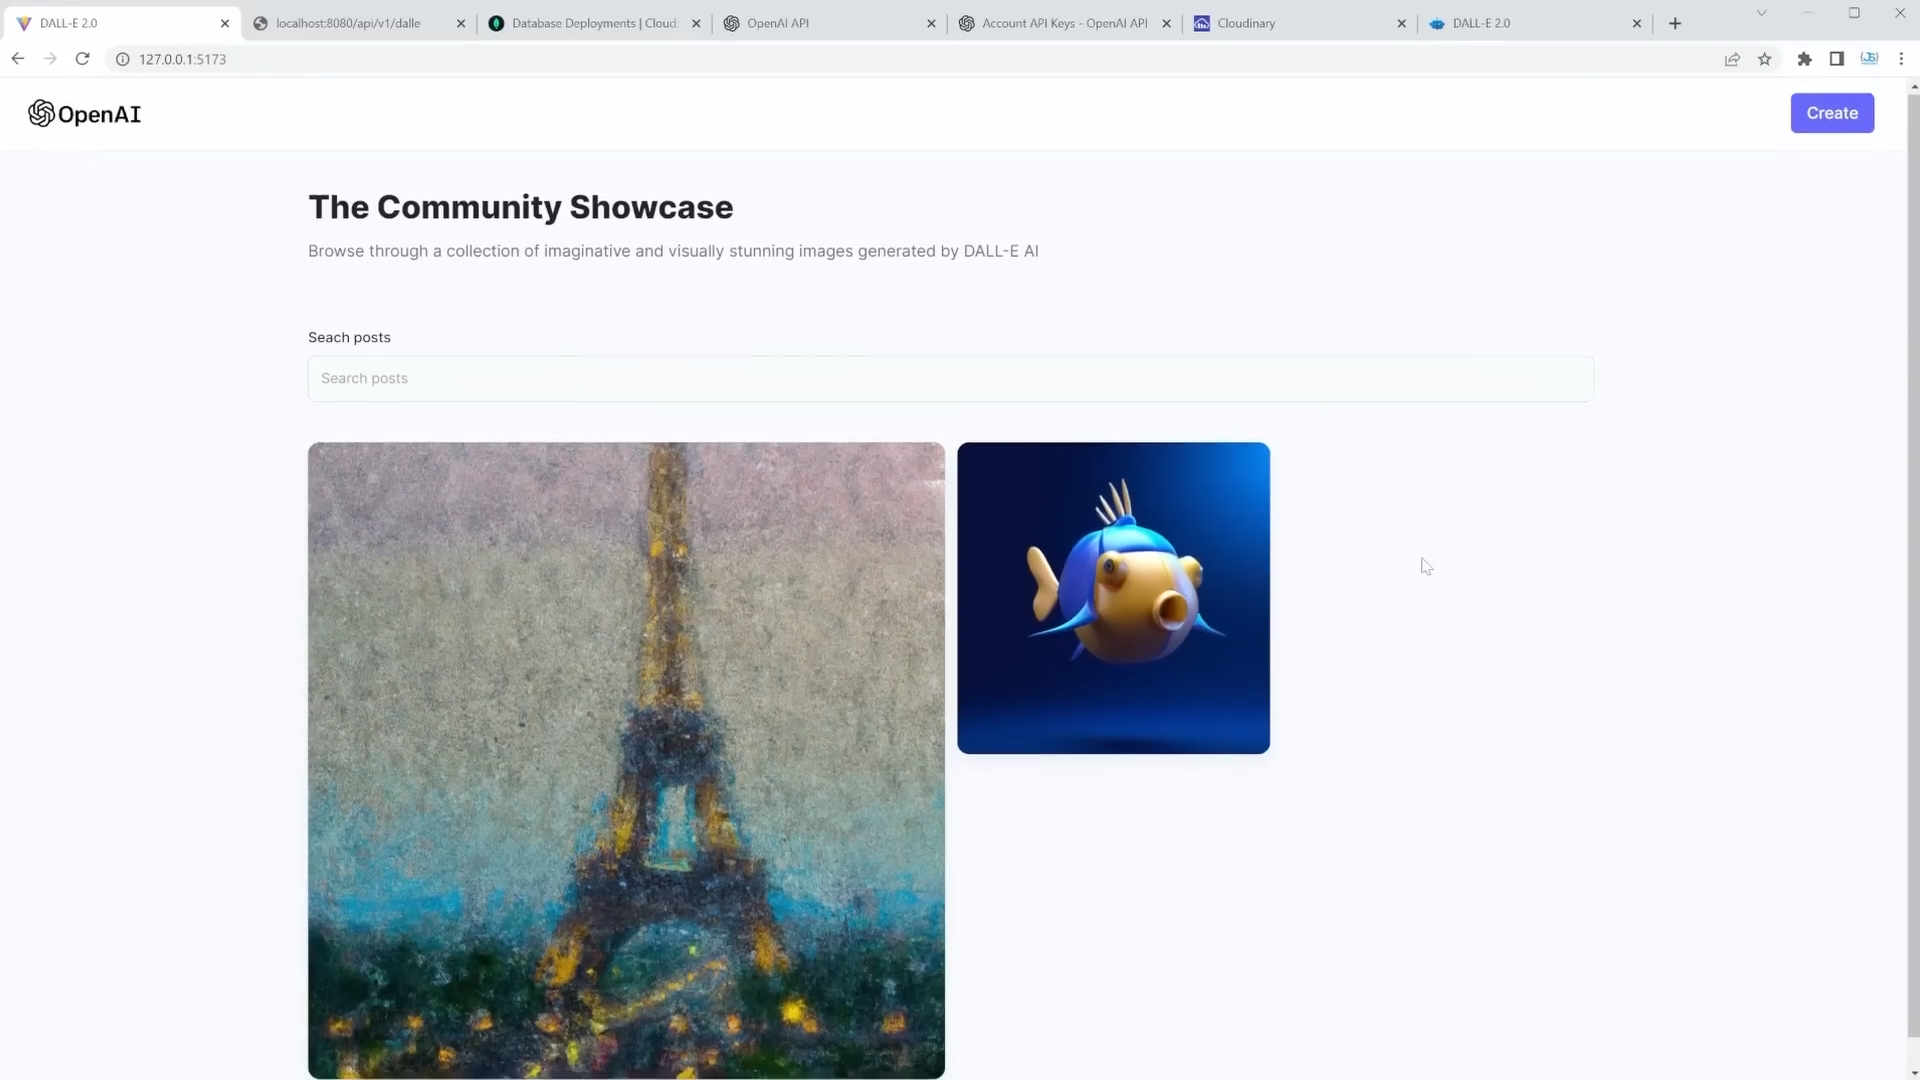 DALL-E 2.0
localhost:8080/api/v1/dalle
Database Deployments | Cloud:
OpenAI API
Account API Keys - OpenAI API
Cloudinary
DALL-E 2.0
127.0.0.1:5173
OpenAI
Create
The Community Showcase
Browse through a collection of imaginative and visually stunning images generated by DALL-E AI
Seach posts
Search posts